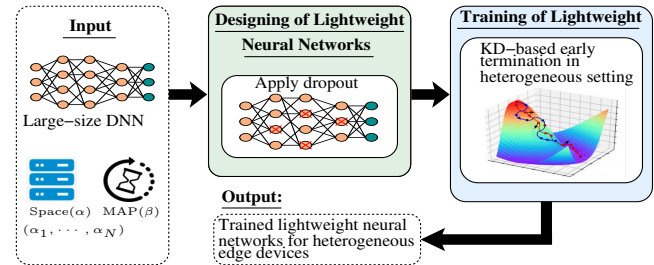 Input
Large-size DNN
Space(α) MAP(β)
(α1, · · · , αN)
Designing of Lightweight
Neural Networks
Apply dropout
Training of Lightweight
KD-based early
termination in
heterogeneous setting
Output:
Trained lightweight neural
networks for heterogeneous
edge devices